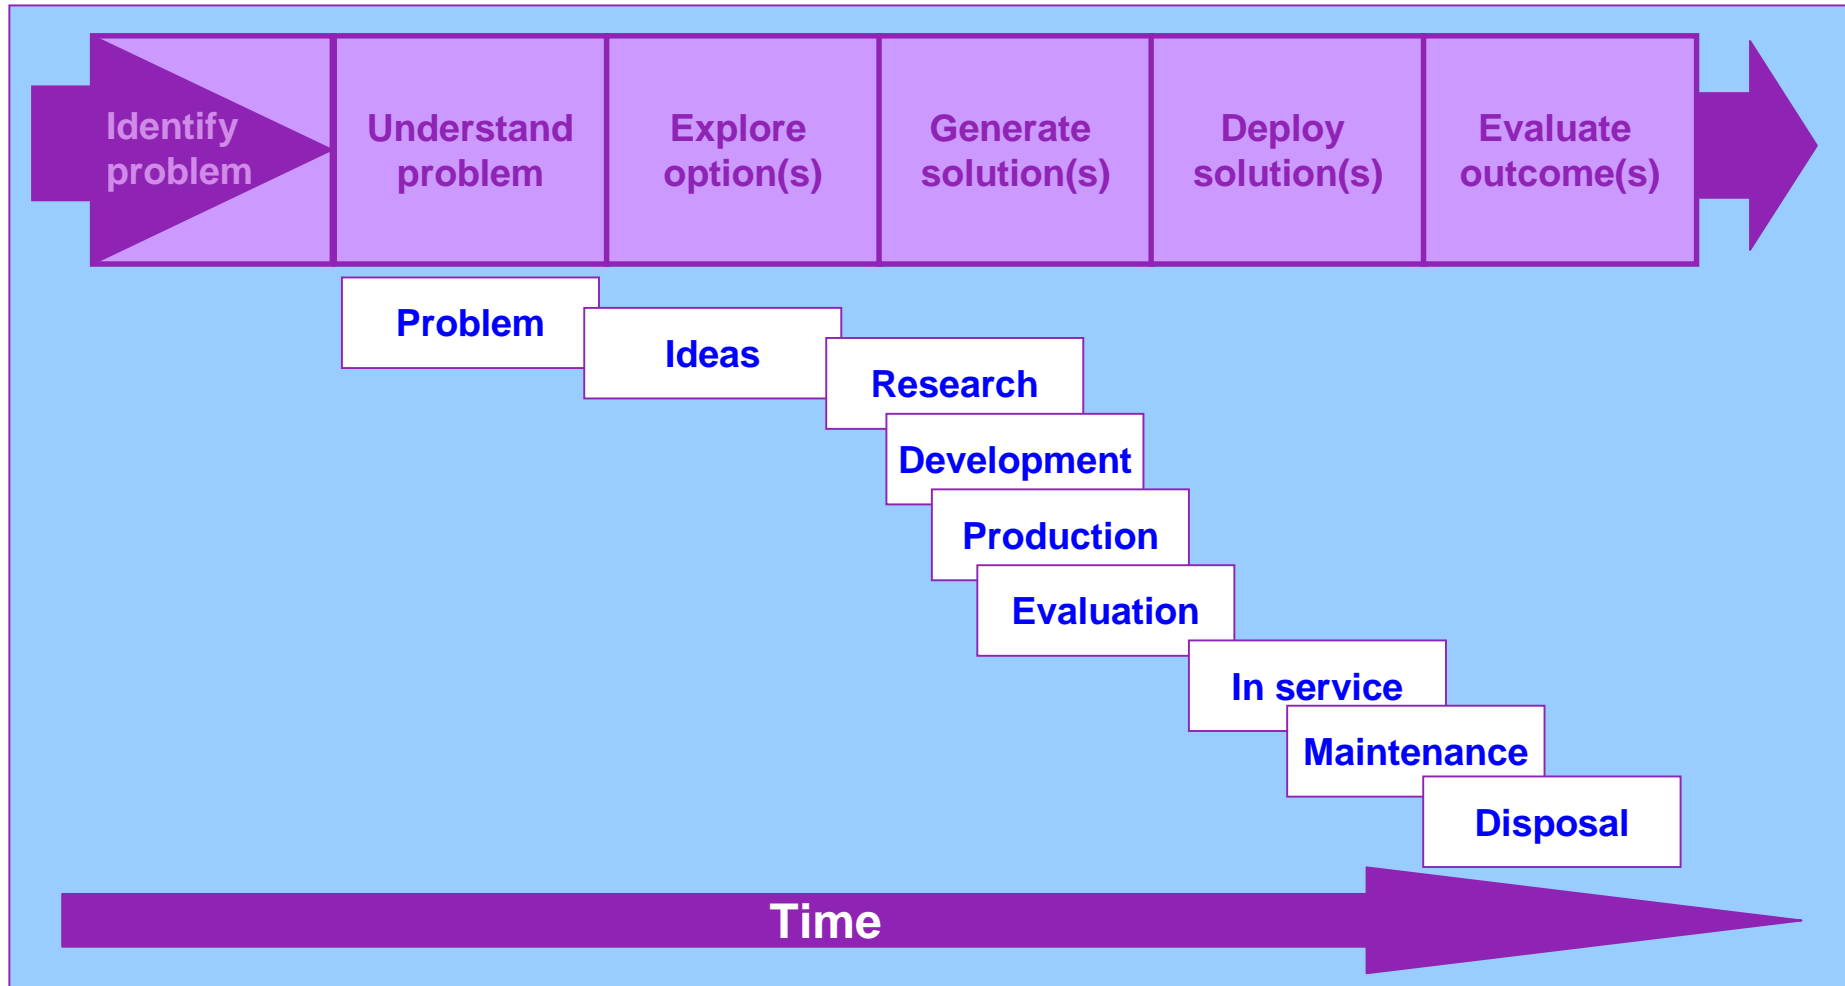 Identify
problem
Understand
problem
Explore
option(s)
Generate
solution(s)
Deploy
solution(s)
Evaluate
outcome(s)
Problem
Ideas
Research
Development
Production
Evaluation
In service
Maintenance
Disposal
Time